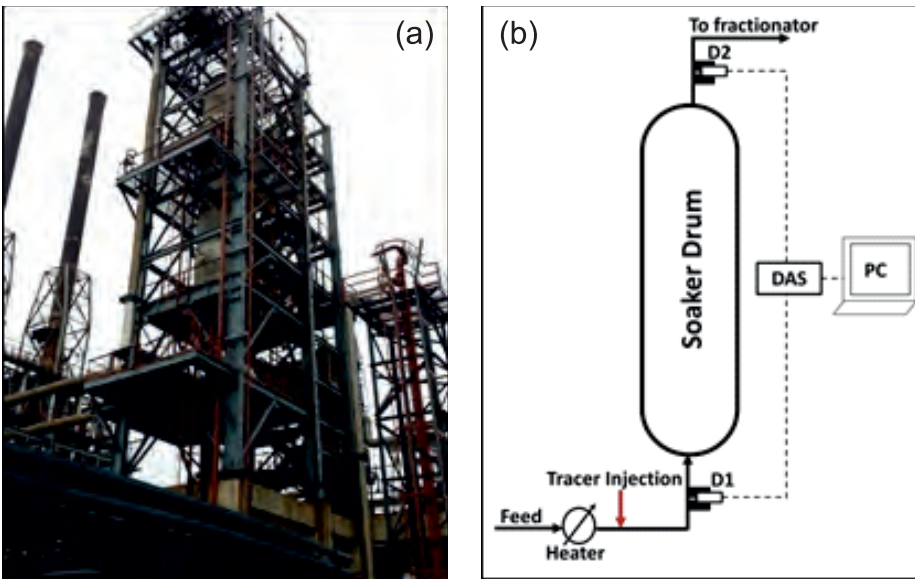 (a)
(b)
To fractionator
D2
Soaker Drum
DAS
PC
Tracer Injection
D1
Feed
Heater